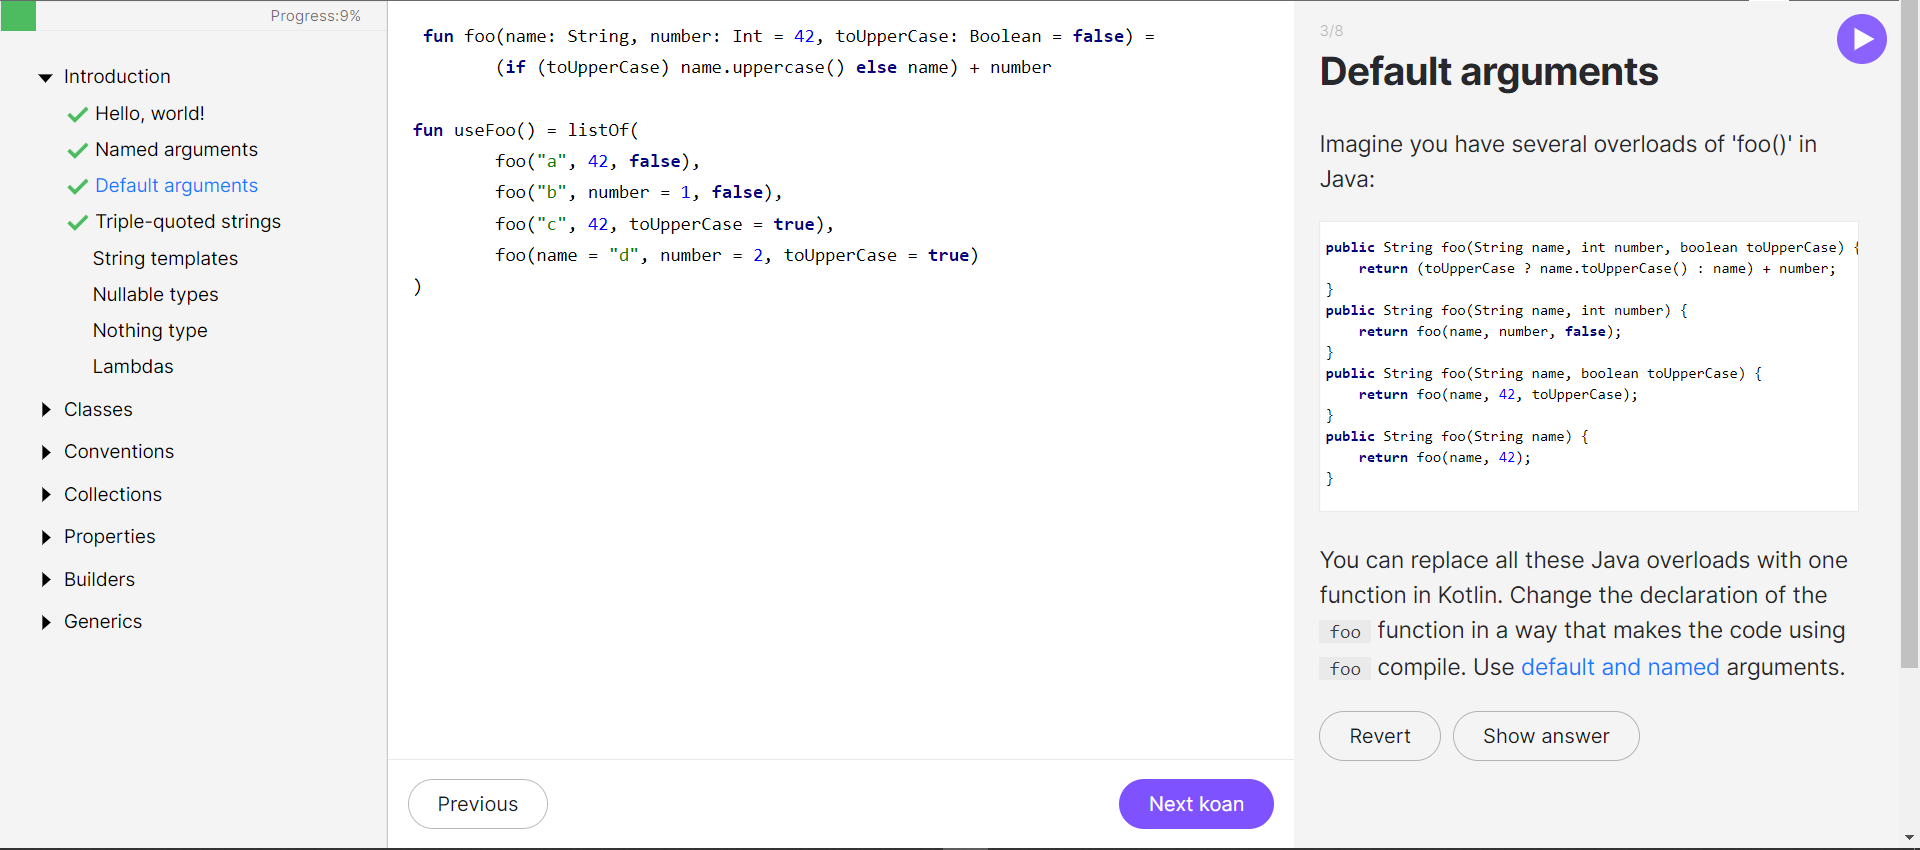 Progress:9%
Introduction
Hello, world!
Named arguments
Default arguments
Triple-quoted strings
String templates
Nullable types
Nothing type
Lambdas
Classes
Conventions
Collections
Properties
Builders
Generics
fun foo(name: String, number: Int = 42, toUpperCase: Boolean = false) =
(if (toUpperCase) name.uppercase() else name) + number
fun useFoo() = listOf(
foo("a", 42, false),
foo("b", number = 1, false),
foo("c", 42, toUpperCase = true),
foo(name = "d", number = 2, toUpperCase = true)
)
Previous
Next koan
3/8
Default arguments
Imagine you have several overloads of 'foo()' in
Java:
public String foo(String name, int number, boolean toUpperCase) {
return (toUpperCase ? name.toUpperCase() : name) + number;
}
public String foo(String name, int number) {
return foo(name, number, false);
}
public String foo(String name, boolean toUpperCase) {
return foo(name, 42, toUpperCase);
}
public String foo(String name) {
return foo(name, 42);
}
You can replace all these Java overloads with one
function in Kotlin. Change the declaration of the
foo function in a way that makes the code using
foo compile. Use default and named arguments.
Revert
Show answer